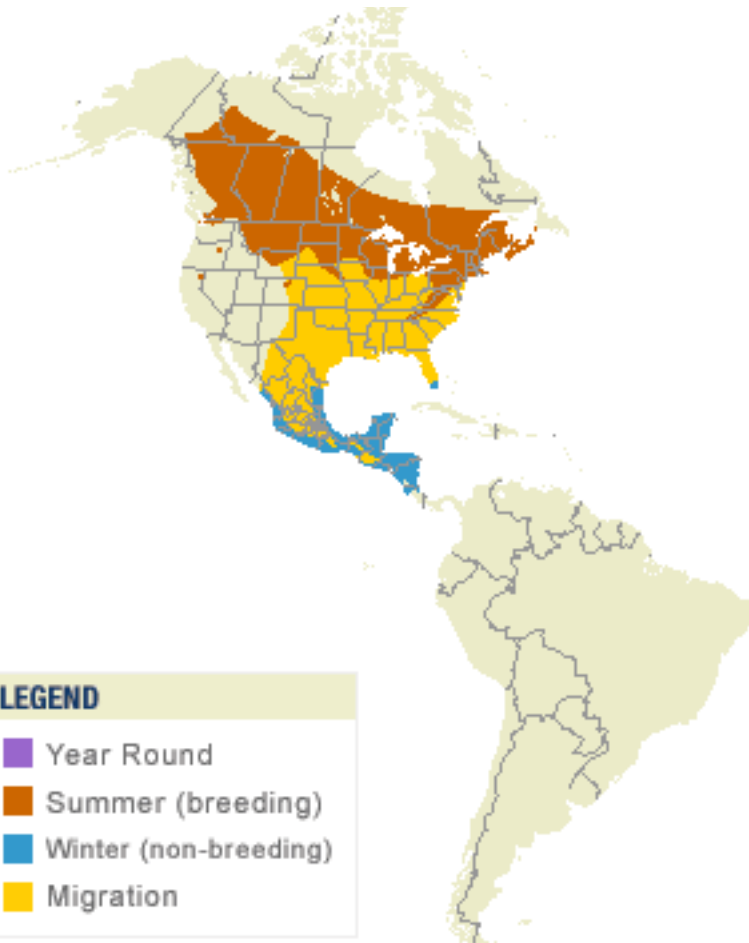 LEGEND
Year Round
Summer (breeding)
Winter (non-breeding)
Migration